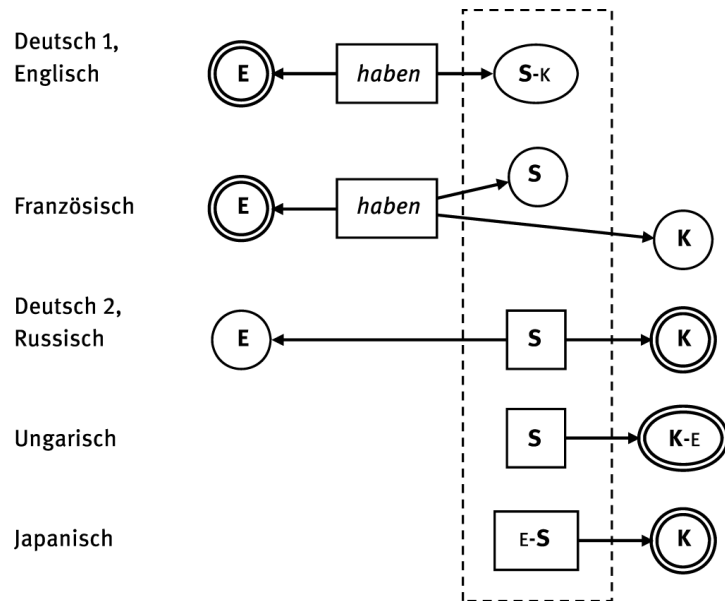 Deutsch 1,
Englisch
E
haben
S-K
Französisch
E
haben
S
K
Deutsch 2,
Russisch
E
S
K
Ungarisch
S
K-E
Japanisch
E-S
K